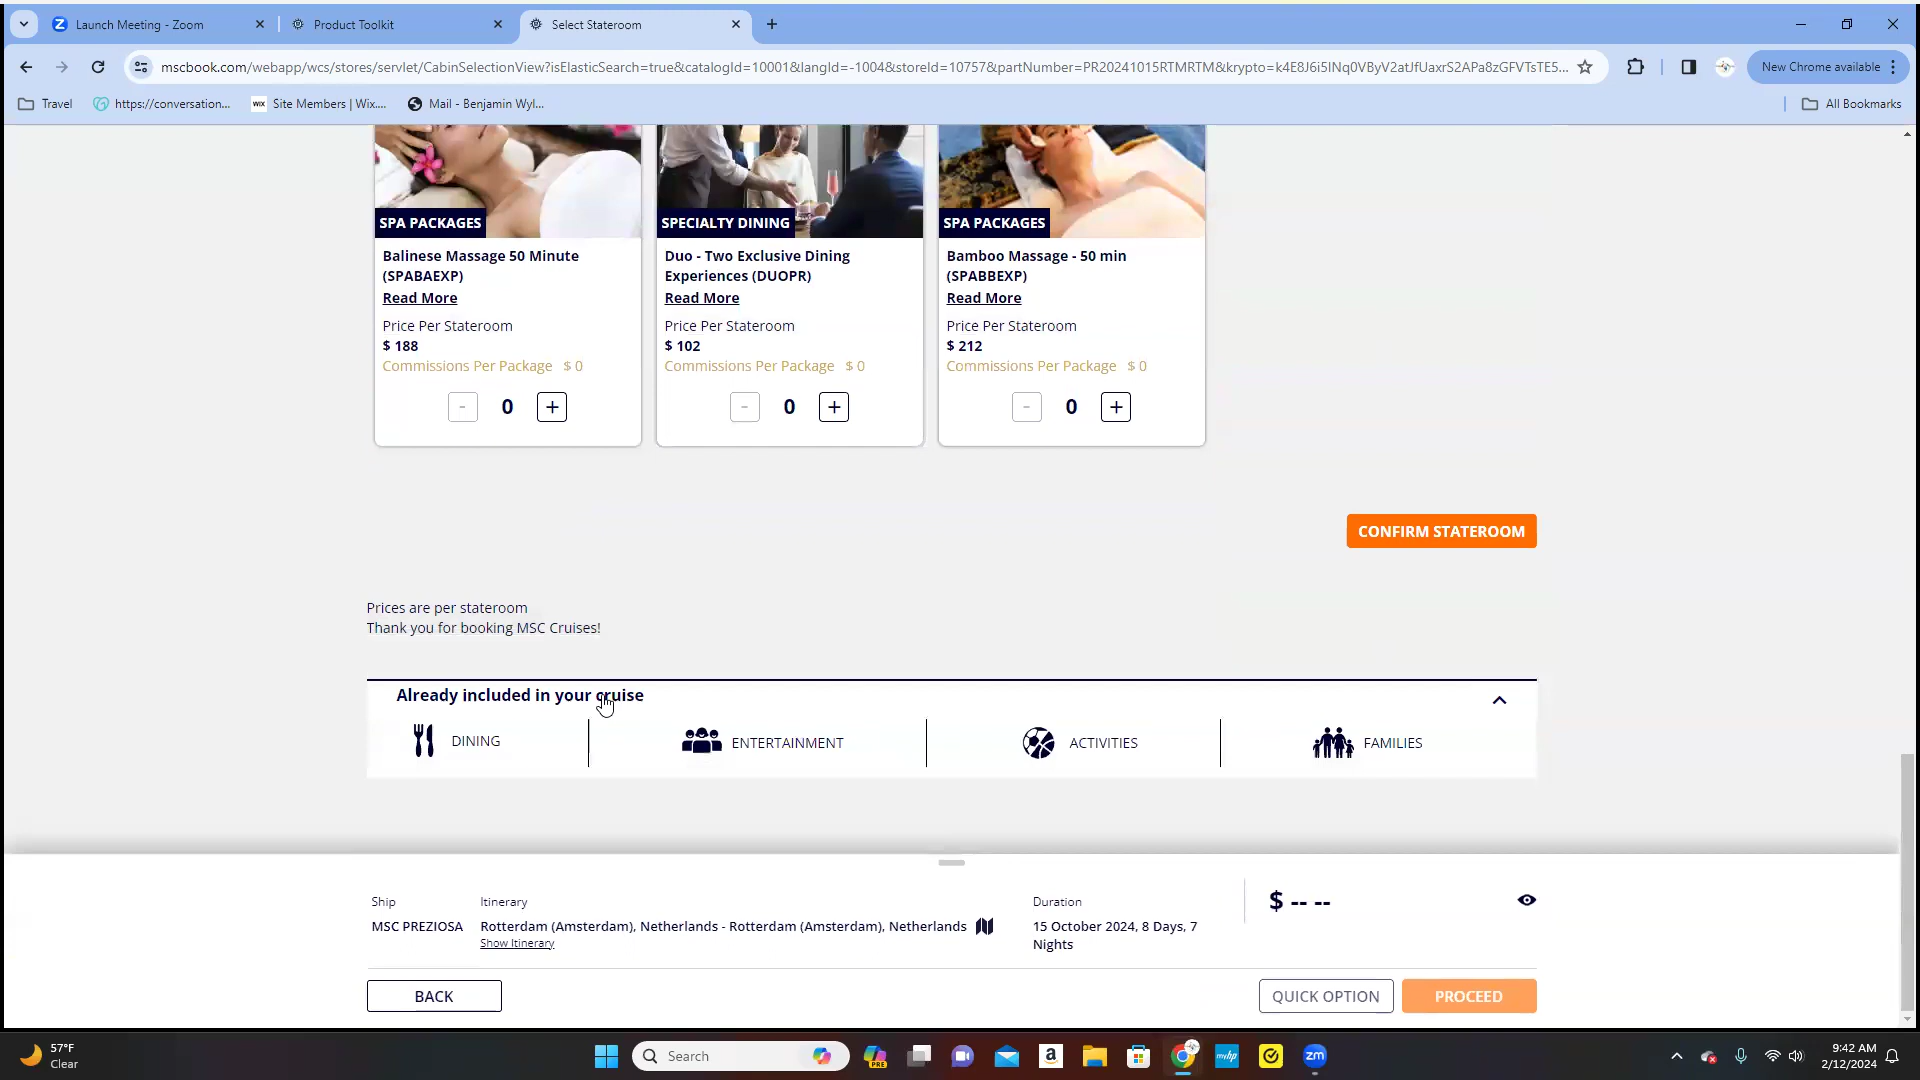 Launch Meeting - Zoom
Product Toolkit
Select Stateroom
mscbook.com/webapp/wcs/stores/servlet/CabinSelectionView?isElasticSearch=true&catalogId=10001&langId=-1004&storeId=10757&partNumber=PR20241015RTMRTM&krypto=
New Chrome available
Travel
https://conversation...
WIX Site Members | Wix....
Mail - Benjamin Wyl...
All Bookmarks
SPA PACKAGES
Balinese Massage 50 Minute
(SPABAEXP)
Read More
Price Per Stateroom
$ 188
Commissions Per Package $ 0
- 0 +
SPECIALTY DINING
Duo - Two Exclusive Dining
Experiences (DUOPR)
Read More
Price Per Stateroom
$ 102
Commissions Per Package $ 0
- 0 +
SPA PACKAGES
Bamboo Massage - 50 min
(SPABBEXP)
Read More
Price Per Stateroom
$ 212
Commissions Per Package $ 0
- 0 +
CONFIRM STATEROOM
Prices are per stateroom
Thank you for booking MSC Cruises!
Already included in your cruise
DINING
ENTERTAINMENT
ACTIVITIES
FAMILIES
Ship
MSC PREZIOSA
Itinerary
Rotterdam (Amsterdam), Netherlands - Rotterdam (Amsterdam), Netherlands
Show Itinerary
Duration
15 October 2024, 8 Days, 7
Nights
$ -- --
BACK
QUICK OPTION
PROCEED
57°F
Clear
Search
PRE
a
myhp
zm
9:42 AM
2/12/2024